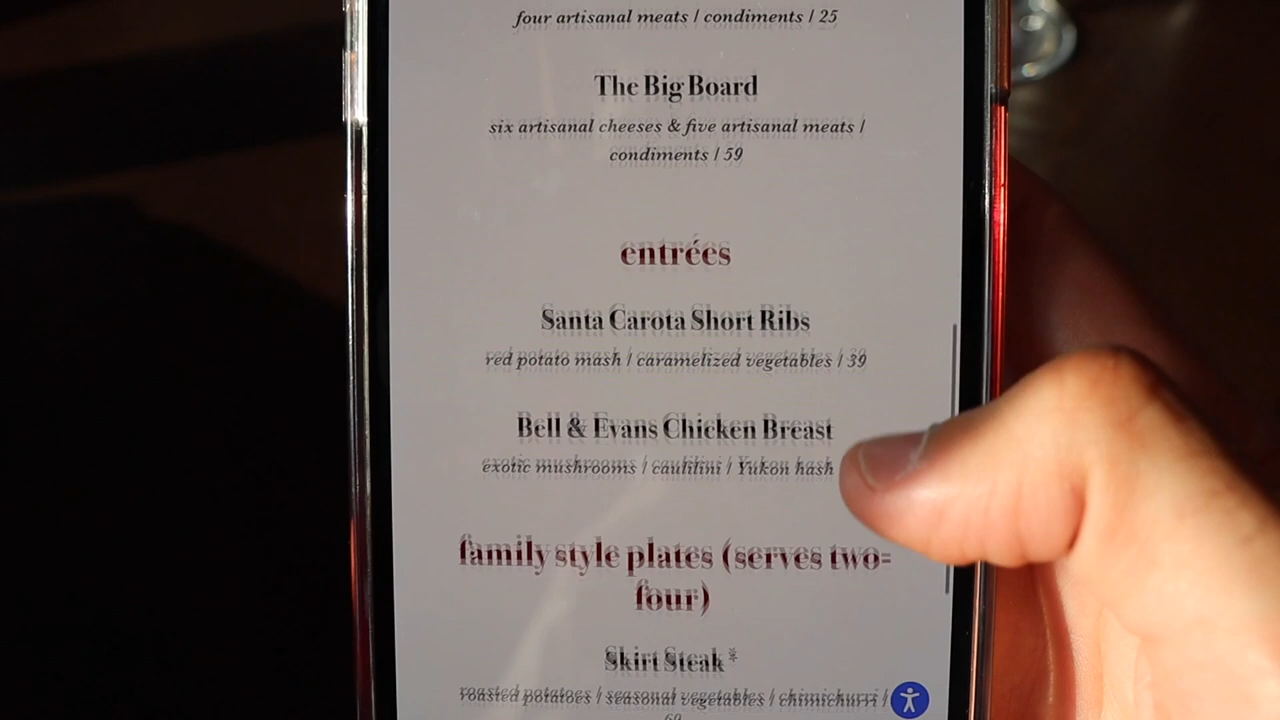 four artisanal meats / condiments / 25
The Big Board
six artisanal cheeses & five artisanal meats /
condiments / 59
entrées
Santa Carota Short Ribs
red potato mash / caramelized vegetables / 39
Bell & Evans Chicken Breast
exotic mushrooms / caulilini / Yukon hash
family style plates (serves two-
four)
Skirt Steak*
roasted potatoes / seasonal vegetables / chimichurri /